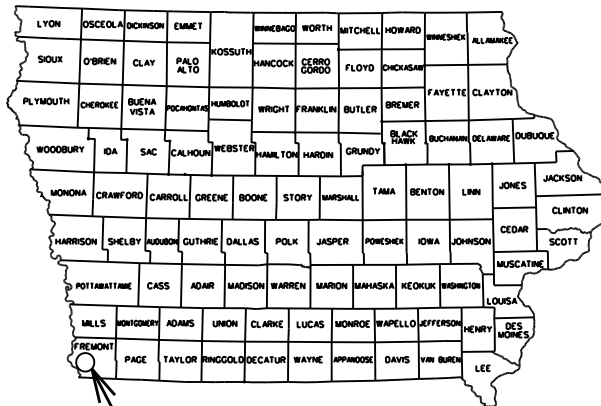 LYON OSCEOLA DICKINSON EMMET WINNEBAGO WORTH MITCHELL HOWARD WINNESHEK ALLAMAKEE
KOSSUTH
SIOUX O'BRIEN CLAY PALO ALTO HANCOCK CERRO GORDO FLOYD CHICKASAW
FAYETTE CLAYTON
PLYMOUTH CHEROKEE BUENA VISTA POCAHONTAS HUMBOLDT WRIGHT FRANKLIN BUTLER BREMER
WOODBURY IDA SAC CALHOUN WEBSTER HAMILTON HARDIN GRUNDY BLACK HAWK BUCHANAN DELAWARE DUBUQUE
MONONA CRAWFORD CARROLL GREENE BOONE STORY MARSHALL TAMA BENTON LINN JONES JACKSON
CLINTON
HARRISON SHELBY AUDUBON GUTHRIE DALLAS POLK JASPER POWESHEK IOWA JOHNSON CEDAR SCOTT
MUSCATINE
POTTAWATTAMIE CASS ADAIR MADISON WARREN MARION MAHASKA KEOKUK WASHINGTON LOUISA
MILLS MONTGOMERY ADAMS UNION CLARKE LUCAS MONROE WAPELLO JEFFERSON HENRY DES MOINES
FREMONT PAGE TAYLOR RINGGOLD DECATUR WAYNE APPANOOSE DAVIS VAN BUREN LEE